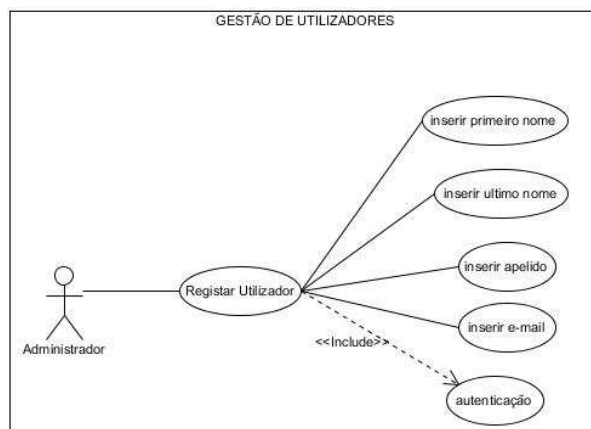 GESTÃO DE UTILIZADORES
inserir primeiro nome
inserir ultimo nome
inserir apelido
Registar Utilizador
inserir e-mail
<<Include>>
Administrador
autenticação